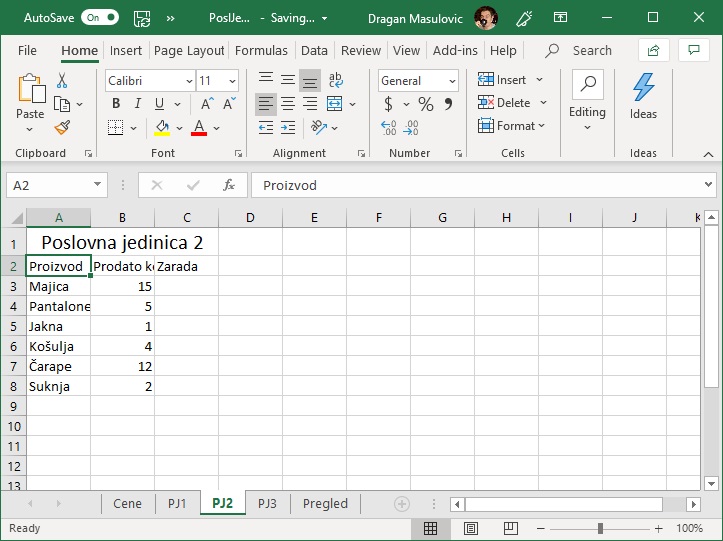 AutoSave On PoslJe... - Saving... Dragan Masulovic
File Home Insert Page Layout Formulas Data Review View Add-ins Help Search
Calibri 11 General Insert
Paste B I U A A $ % Delete Editing Ideas
A Format
Clipboard Font Alignment Number Cells Ideas
A2 fx Proizvod
A B C D E F G H I J K
1 Poslovna jedinica 2
2 Proizvod Prodato Zarada
3 Majica 15
4 Pantalone 5
5 Jakna 1
6 Košulja 4
7 Čarape 12
8 Suknja 2
9
10
11
12
13
Cene PJ1 PJ2 PJ3 Pregled
Ready 100%